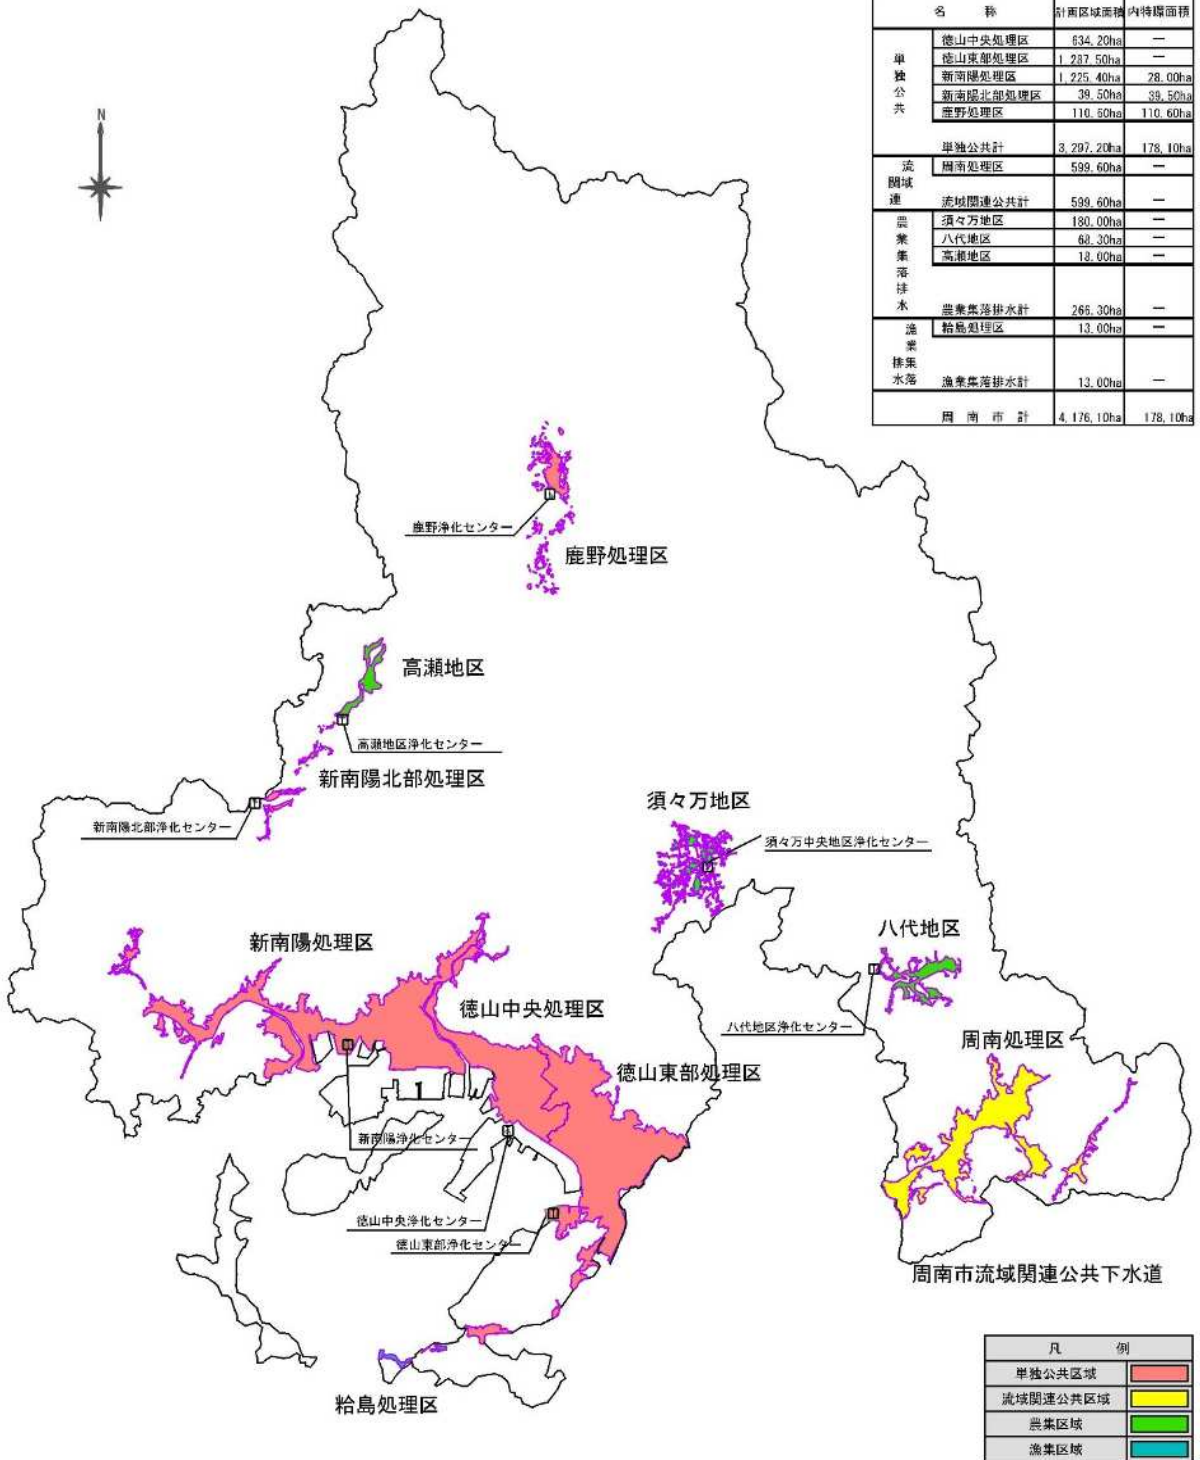 名 称 計画区域面積 内特環面積
単独公共
徳山中央処理区 634.20ha ー
徳山東部処理区 1,287.50ha ー
新南陽処理区 1,225.40ha 28.00ha
新南陽北部処理区 39.50ha 39.50ha
鹿野処理区 110.60ha 110.60ha
単独公共計 3,297.20ha 178.10ha
流域関連
周南処理区 599.60ha ー
流域関連公共計 599.60ha ー
農業集落排水
須々万地区 180.00ha ー
八代地区 68.30ha ー
高瀬地区 18.00ha ー
農業集落排水計 266.30ha ー
漁業集落排水
粭島処理区 13.00ha ー
漁業集落排水計 13.00ha ー
周南市計 4,176.10ha 178.10ha
N
鹿野浄化センター
鹿野処理区
高瀬地区
高瀬地区浄化センター
新南陽北部処理区
新南陽北部浄化センター
須々万地区
須々万中央地区浄化センター
八代地区
八代地区浄化センター
新南陽処理区
徳山中央処理区
徳山東部処理区
周南処理区
新南陽浄化センター
徳山中央浄化センター
徳山東部浄化センター
周南市流域関連公共下水道
粭島処理区
凡 例
単独公共区域
流域関連公共区域
農集区域
漁集区域